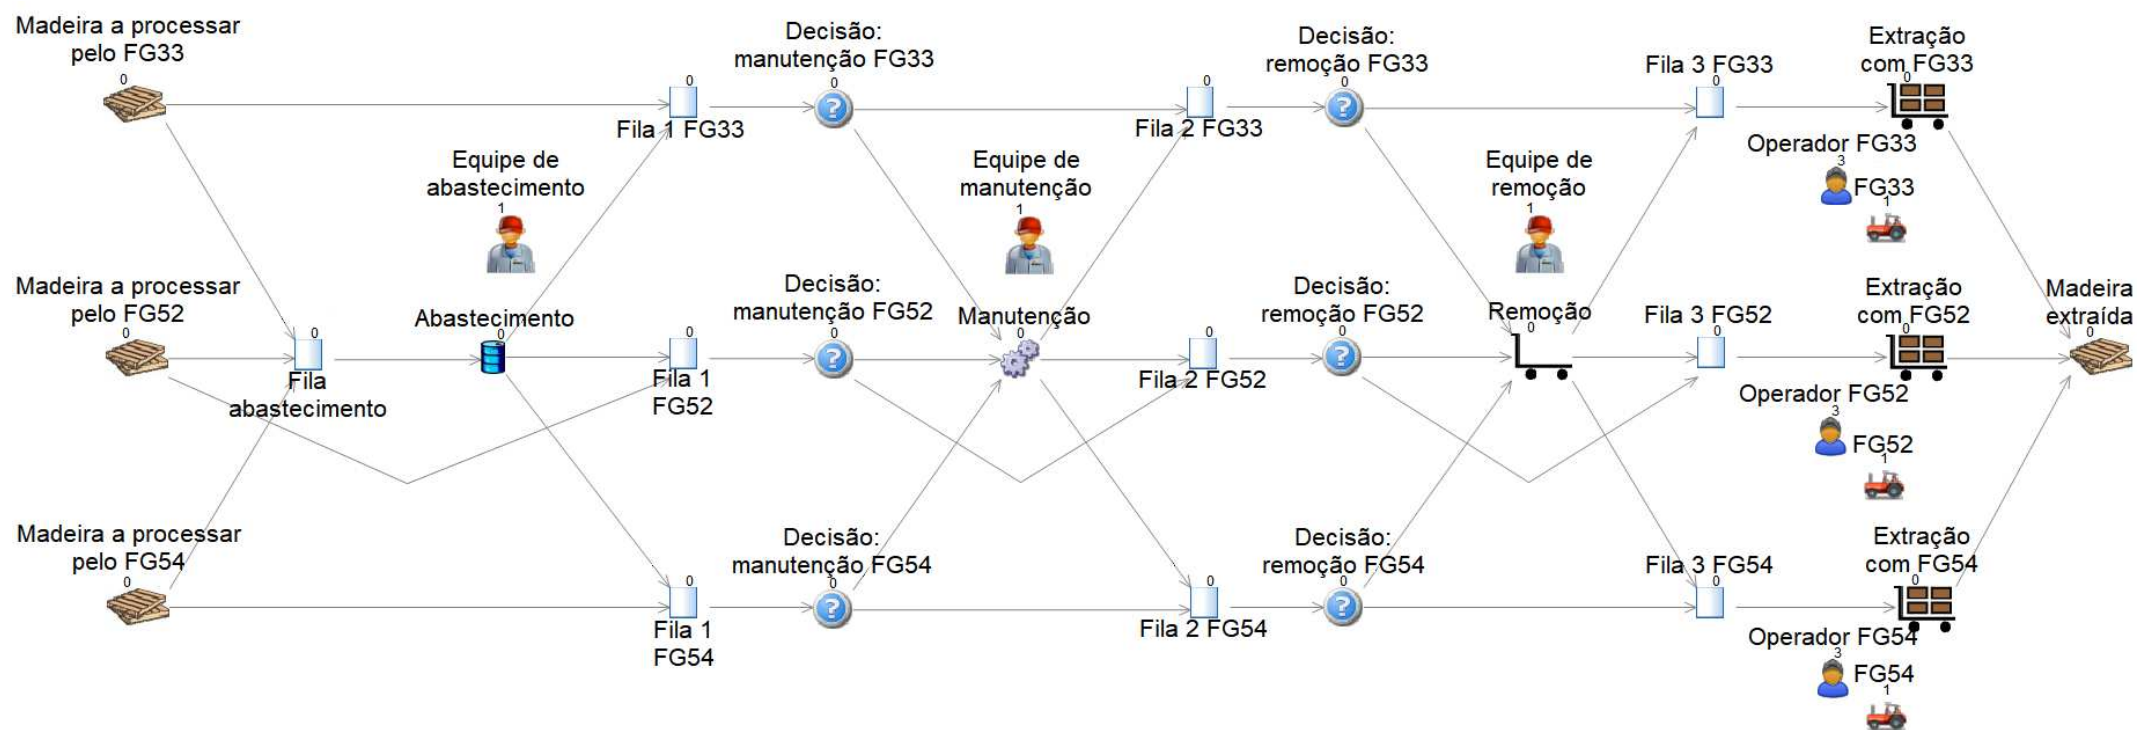 Madeira a processar
pelo FG33
0
Fila 1 FG33
0
Decisão:
manutenção FG33
0
Fila 2 FG33
0
Decisão:
remoção FG33
0
Fila 3 FG33
0
Extração
com FG33
0
Equipe de
abastecimento
1
Equipe de
manutenção
1
Equipe de
remoção
1
Operador FG33
3
FG33
1
Madeira a processar
pelo FG52
0
0
Fila
abastecimento
Abastecimento
0
0
Fila 1
FG52
Decisão:
manutenção FG52
0
Manutenção
0
0
Fila 2 FG52
Decisão:
remoção FG52
0
Remoção
0
Fila 3 FG52
0
Extração
com FG52
0
Madeira
extraída
0
Operador FG52
3
FG52
1
Madeira a processar
pelo FG54
0
0
Fila 1
FG54
Decisão:
manutenção FG54
0
0
Fila 2 FG54
Decisão:
remoção FG54
0
Fila 3 FG54
0
Extração
com FG54
0
Operador FG54
3
FG54
1